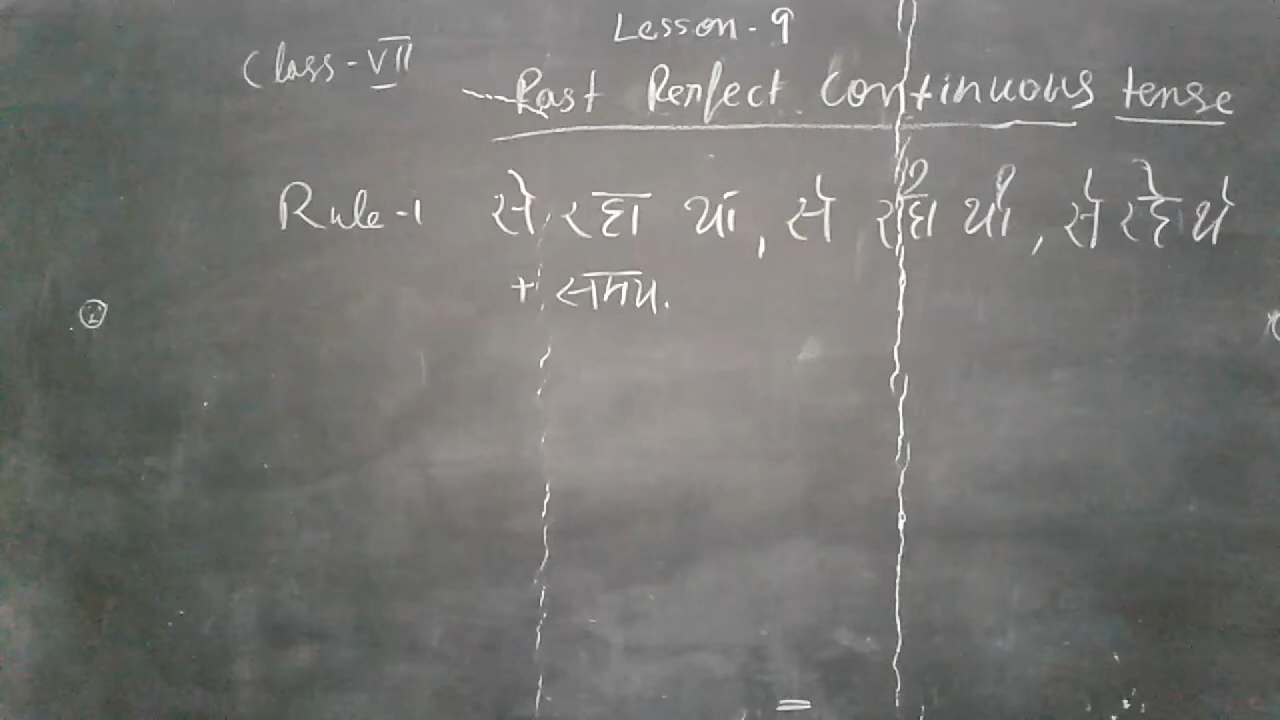 Lesson - 9
Class - VII
Past Perfect Continuous tense
Rule-1 से रहा था, से रही थी, से रहे थे
+ समय.